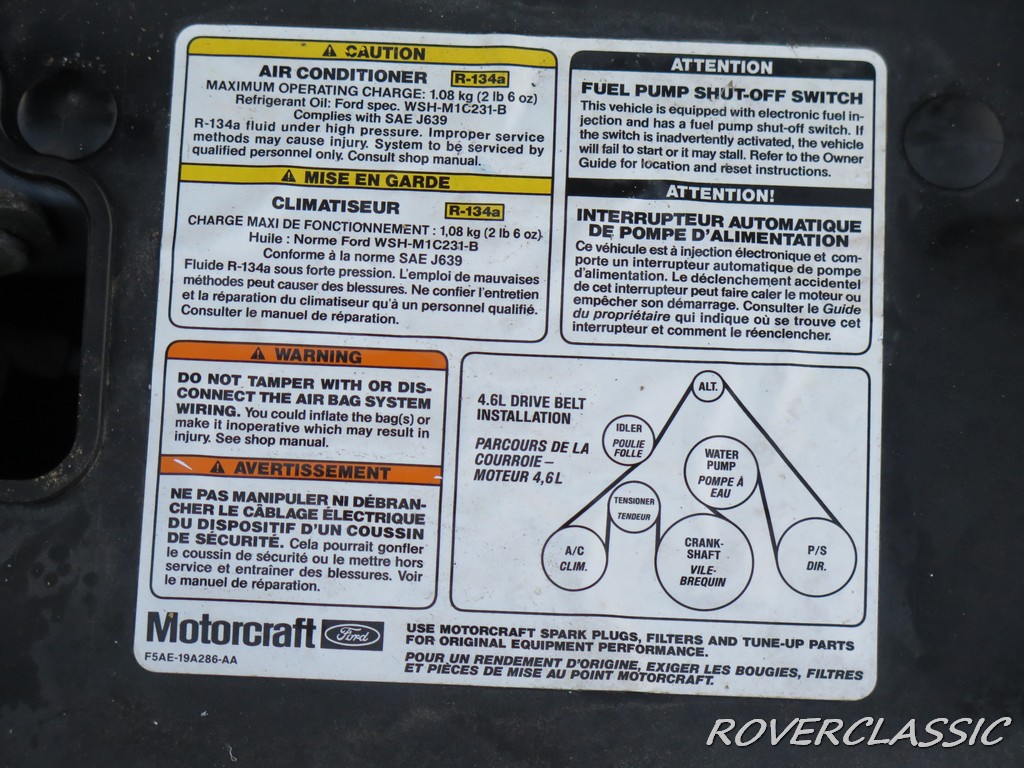 CAUTION
AIR CONDITIONER R-134a
MAXIMUM OPERATING CHARGE: 1.08 kg (2 lb 6 oz)
Refrigerant Oil: Ford spec. WSH-M1C231-B
Complies with SAE J639
R-134a fluid under high pressure. Improper service
methods may cause injury. System to be serviced by
qualified personnel only. Consult shop manual.
MISE EN GARDE
CLIMATISEUR R-134a
CHARGE MAXI DE FONCTIONNEMENT : 1,08 kg (2 lb 6 oz)
Huile : Norme Ford WSH-M1C231-B
Conforme à la norme SAE J639
Fluide R-134a sous forte pression. L'emploi de mauvaises
méthodes peut causer des blessures. Ne confier l'entretien
et la réparation du climatiseur qu'à un personnel qualifié.
Consulter le manuel de réparation.
ATTENTION
FUEL PUMP SHUT-OFF SWITCH
This vehicle is equipped with electronic fuel in-
jection and has a fuel pump shut-off switch. If
the switch is inadvertently activated, the vehicle
will fail to start or it may stall. Refer to the Owner
Guide for location and reset instructions.
ATTENTION!
INTERRUPTEUR AUTOMATIQUE
DE POMPE D'ALIMENTATION
Ce véhicule est à injection électronique et com-
porte un interrupteur automatique de pompe
d'alimentation. Le déclenchement accidentel
de cet interrupteur peut faire caler le moteur ou
empêcher son démarrage. Consulter le Guide
du propriétaire qui indique où se trouve cet
interrupteur et comment le réenclencher.
WARNING
DO NOT TAMPER WITH OR DIS-
CONNECT THE AIR BAG SYSTEM
WIRING. You could inflate the bag(s) or
make it inoperative which may result in
injury. See shop manual.
AVERTISSEMENT
NE PAS MANIPULER NI DÉBRAN-
CHER LE CÂBLAGE ÉLECTRIQUE
DU DISPOSITIF D'UN COUSSIN
DE SÉCURITÉ. Cela pourrait gonfler
le coussin de sécurité ou le mettre hors
service et entraîner des blessures. Voir
le manuel de réparation.
4.6L DRIVE BELT
INSTALLATION
PARCOURS DE LA
COURROIE –
MOTEUR 4,6L
ALT.
IDLER
POULIE
FOLLE
WATER
PUMP
POMPE À
EAU
TENSIONER
TENDEUR
A/C
CLIM.
CRANK-
SHAFT
VILE-
BREQUIN
P/S
DIR.
Motorcraft Ford
F5AE-19A286-AA
USE MOTORCRAFT SPARK PLUGS, FILTERS AND TUNE-UP PARTS
FOR ORIGINAL EQUIPMENT PERFORMANCE.
POUR UN RENDEMENT D'ORIGINE, EXIGER LES BOUGIES, FILTRES
ET PIÈCES DE MISE AU POINT MOTORCRAFT.
ROVERCLASSIC